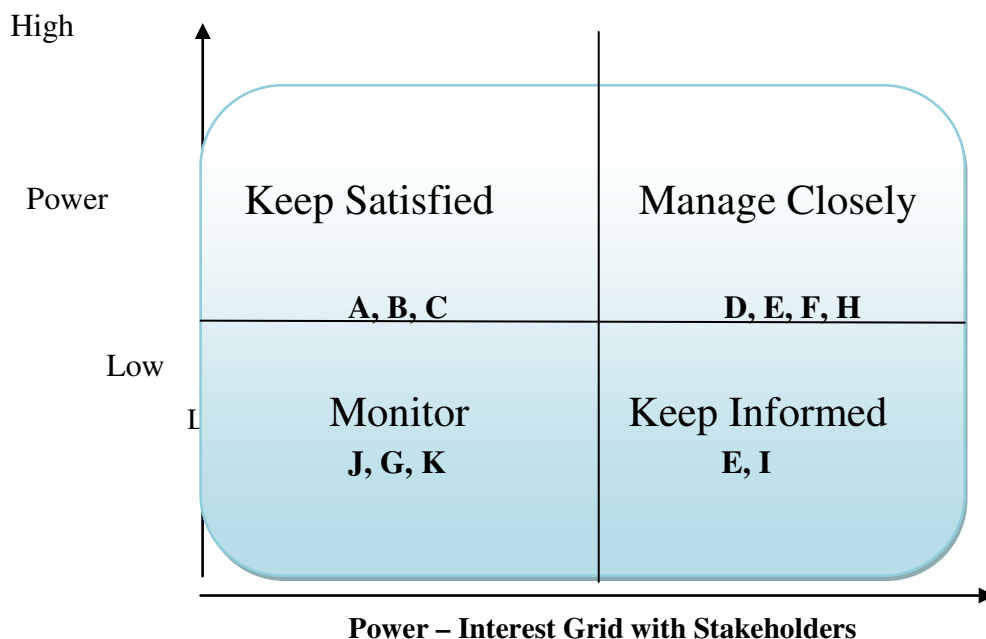 High
Power
Keep Satisfied
Manage Closely
A, B, C
D, E, F, H
Low
L
Monitor
Keep Informed
J, G, K
E, I
Power – Interest Grid with Stakeholders